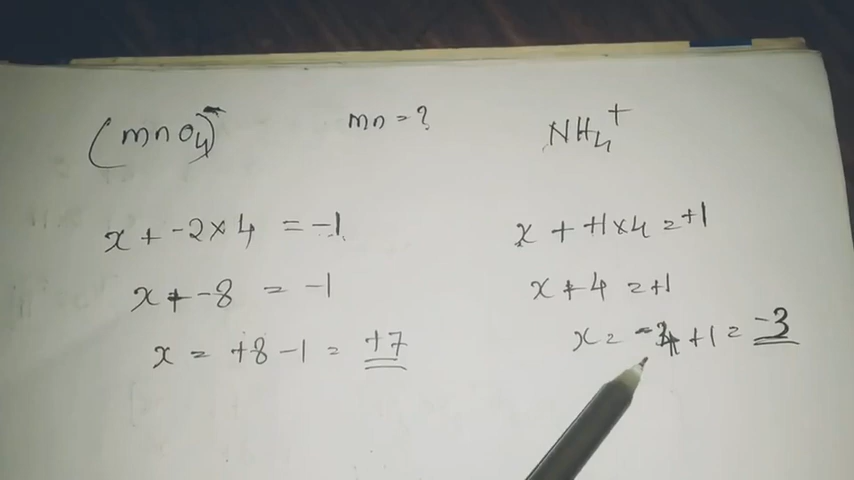 (mnO4)⁻ mn = ? NH4⁺
x + -2 × 4 = -1
x + -8 = -1
x = +8 - 1 = +7
x + +1 × 4 = +1
x + 4 = +1
x = -4 + 1 = -3